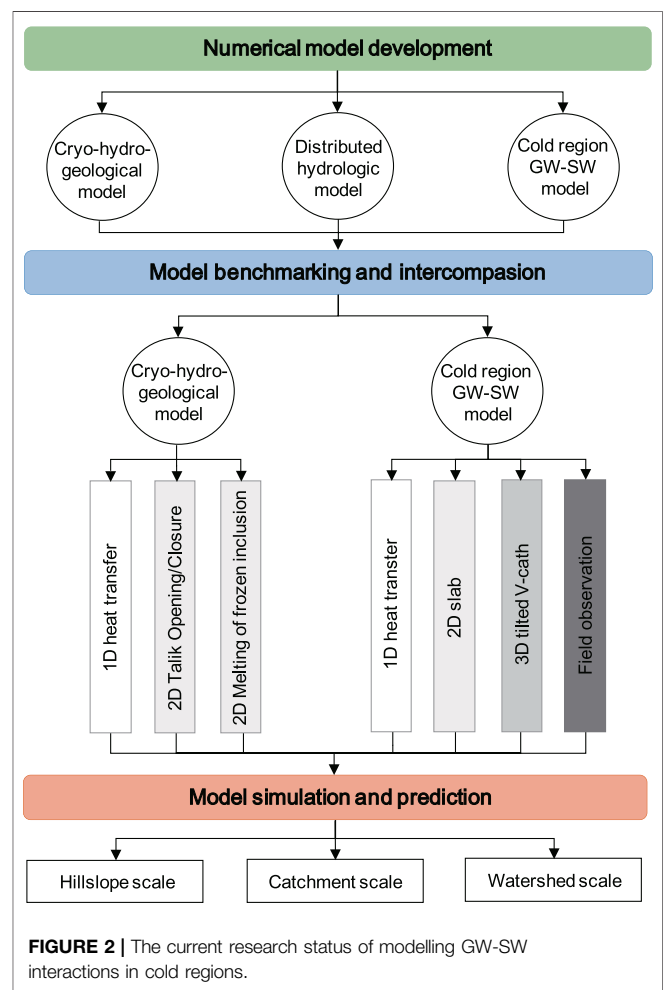 Numerical model development
Cryo-hydro-
geological
model
Distributed
hydrologic
model
Cold region
GW-SW
model
Model benchmarking and intercompasion
Cryo-hydro-
geological
model
Cold region
GW-SW
model
1D heat transfer
2D Talik Opening/Closure
2D Melting of frozen inclusion
1D heat transter
2D slab
3D tilted V-cath
Field observation
Model simulation and prediction
Hillslope scale
Catchment scale
Watershed scale
FIGURE 2 | The current research status of modelling GW-SW
interactions in cold regions.